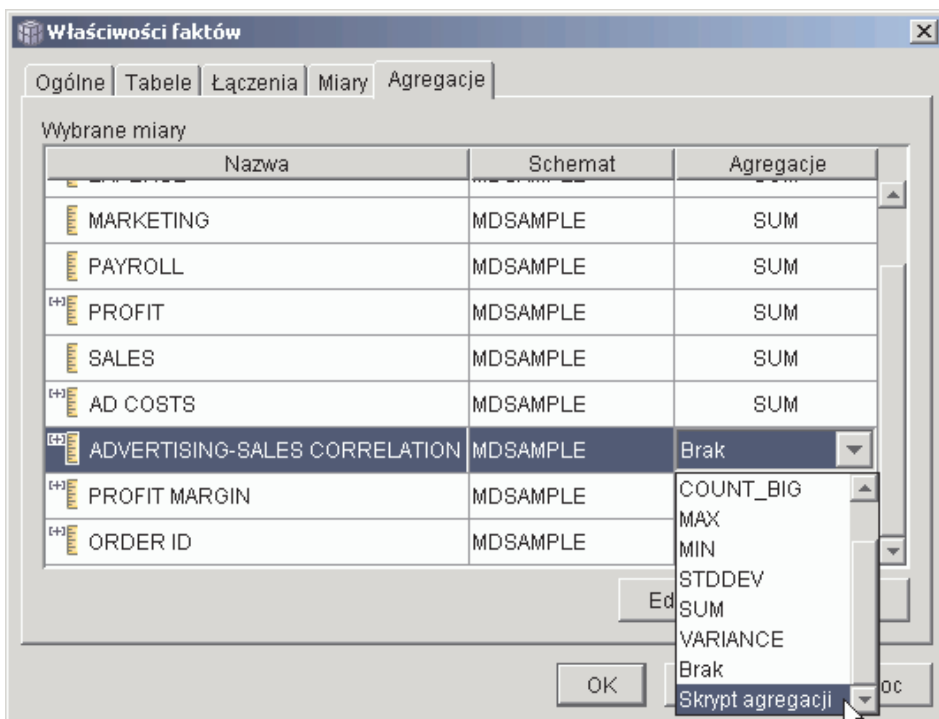 Właściwości faktów
Ogólne Tabele Łączenia Miary Agregacje
Wybrane miary
Nazwa Schemat Agregacje
MARKETING MDSAMPLE SUM
PAYROLL MDSAMPLE SUM
PROFIT MDSAMPLE SUM
SALES MDSAMPLE SUM
AD COSTS MDSAMPLE SUM
ADVERTISING-SALES CORRELATION MDSAMPLE Brak
PROFIT MARGIN MDSAMPLE
ORDER ID MDSAMPLE
COUNT_BIG
MAX
MIN
STDDEV
SUM
VARIANCE
Brak
Skrypt agregacji
Ed
OK
oc